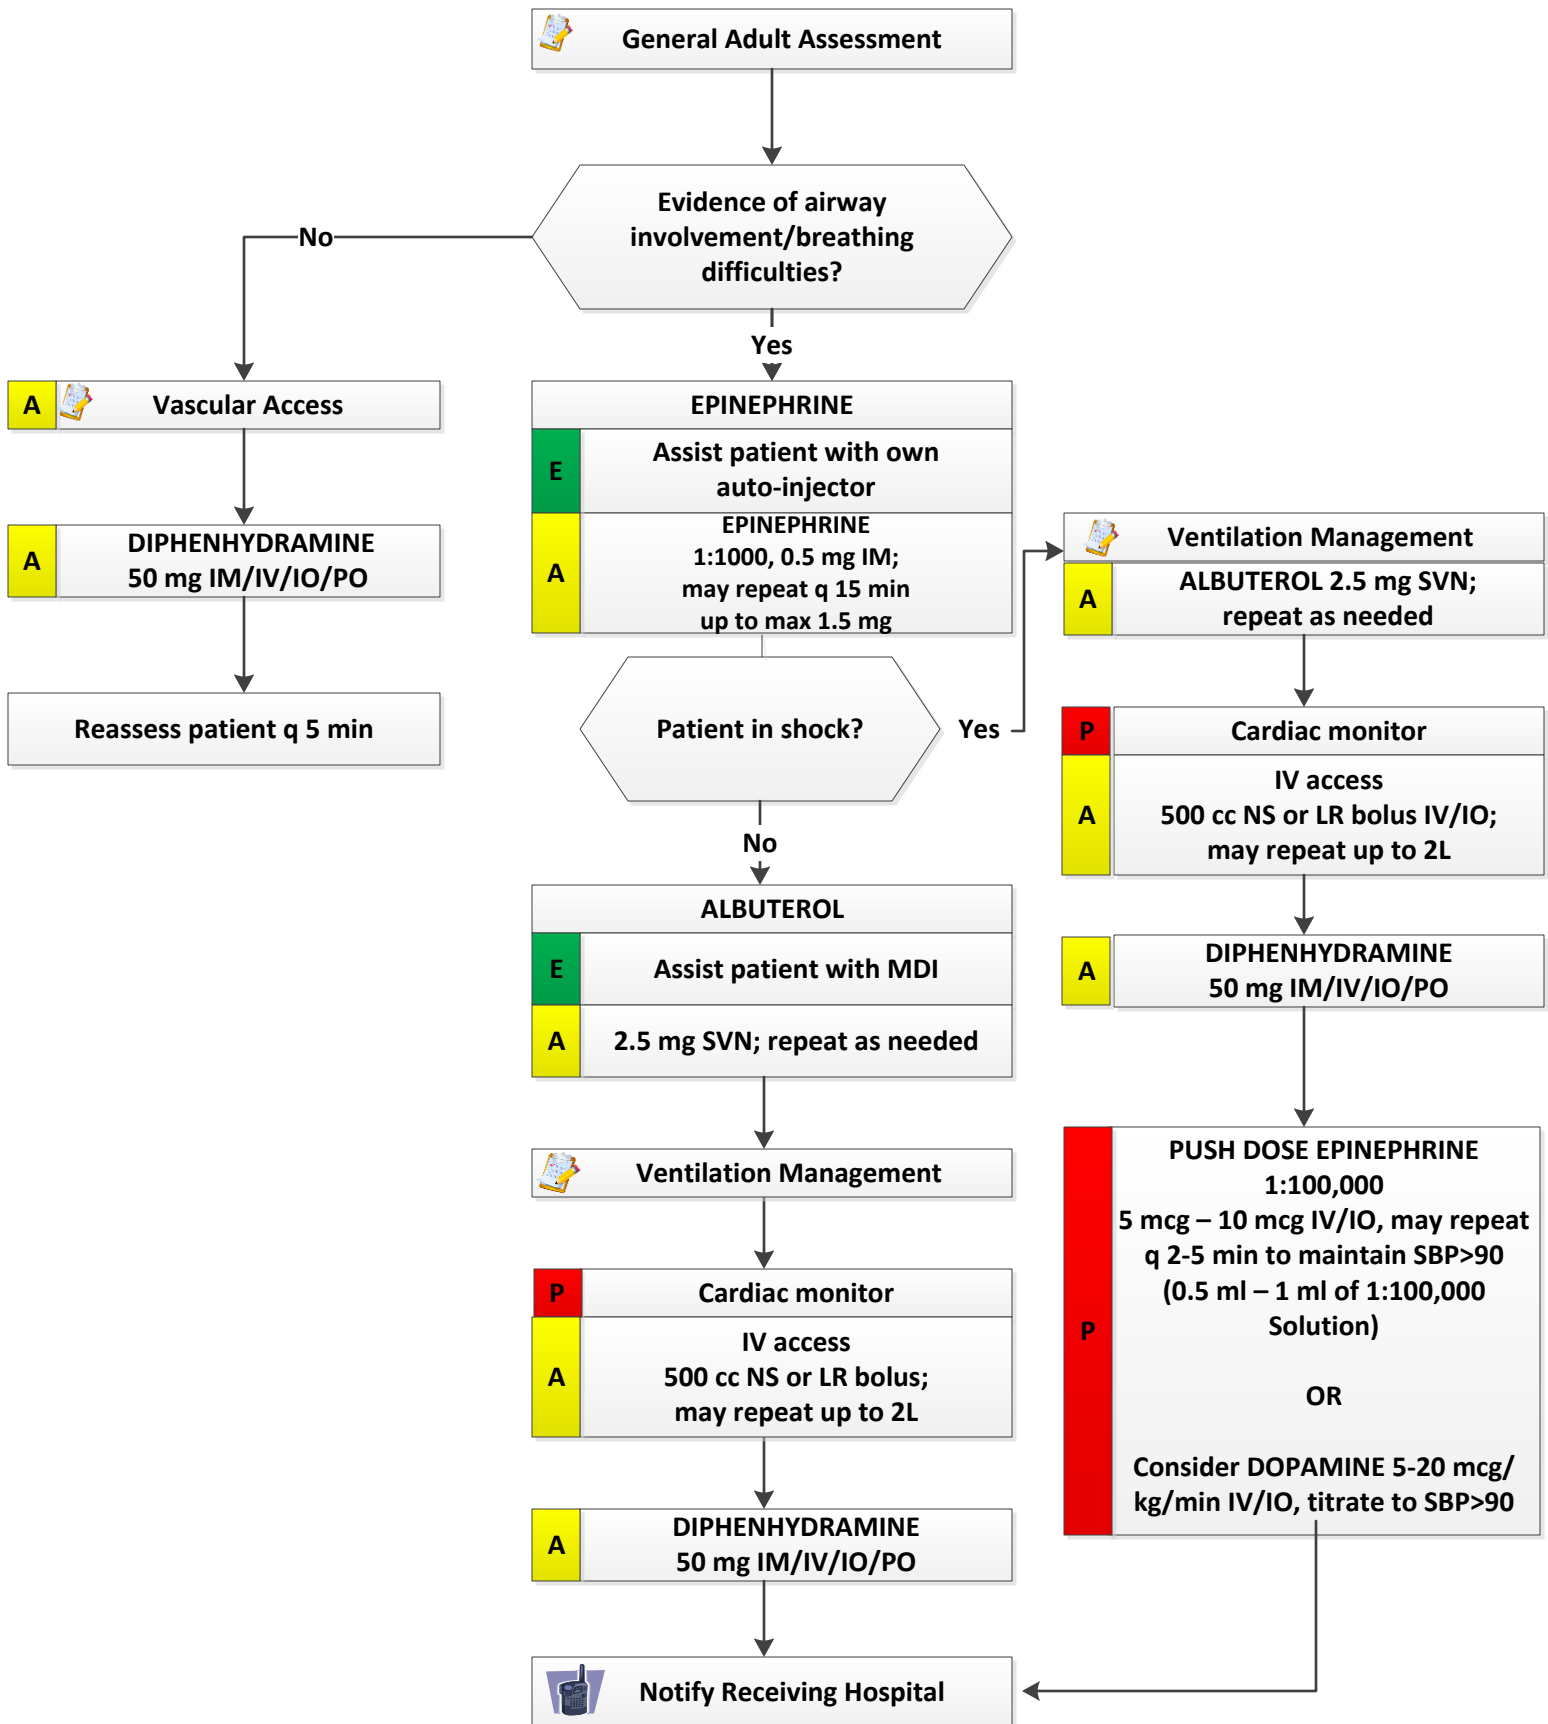 General Adult Assessment
Evidence of airway
involvement/breathing
difficulties?
No
Yes
A
Vascular Access
A
DIPHENHYDRAMINE
50 mg IM/IV/IO/PO
Reassess patient q 5 min
EPINEPHRINE
E
Assist patient with own
auto-injector
A
EPINEPHRINE
1:1000, 0.5 mg IM;
may repeat q 15 min
up to max 1.5 mg
Patient in shock?
Yes
No
ALBUTEROL
E
Assist patient with MDI
A
2.5 mg SVN; repeat as needed
Ventilation Management
P
Cardiac monitor
A
IV access
500 cc NS or LR bolus;
may repeat up to 2L
A
DIPHENHYDRAMINE
50 mg IM/IV/IO/PO
Notify Receiving Hospital
Ventilation Management
A
ALBUTEROL 2.5 mg SVN;
repeat as needed
P
Cardiac monitor
A
IV access
500 cc NS or LR bolus IV/IO;
may repeat up to 2L
A
DIPHENHYDRAMINE
50 mg IM/IV/IO/PO
P
PUSH DOSE EPINEPHRINE
1:100,000
5 mcg – 10 mcg IV/IO, may repeat
q 2-5 min to maintain SBP>90
(0.5 ml – 1 ml of 1:100,000
Solution)
OR
Consider DOPAMINE 5-20 mcg/
kg/min IV/IO, titrate to SBP>90